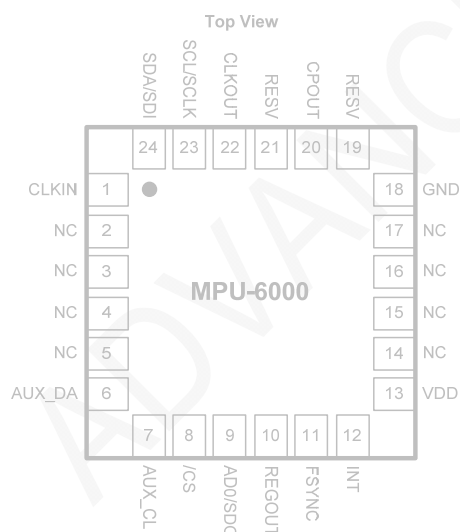 Top View
SDA/SDI
SCL/SCLK
CLKOUT
RESV
CPOUT
RESV
24 23 22 21 20 19
CLKIN 1 18 GND
NC 2 17 NC
NC 3 16 NC
MPU-6000
NC 4 15 NC
NC 5 14 NC
AUX_DA 6 13 VDD
7 8 9 10 11 12
AUX_CL
/CS
AD0/SDO
REGOUT
FSYNC
INT
ADVANC